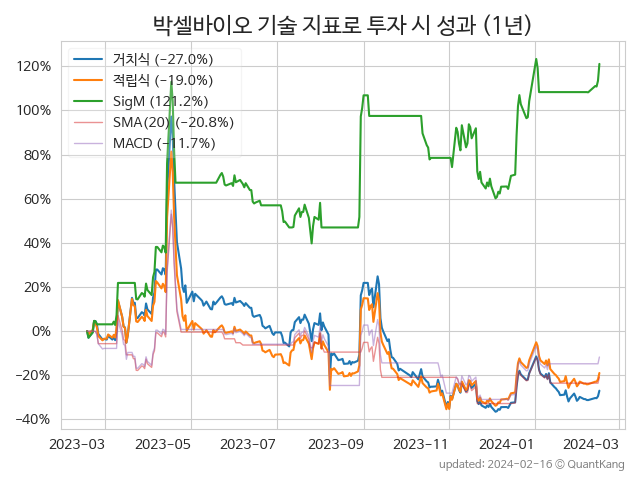 박셀바이오 기술 지표로 투자 시 성과 (1년)
거치식 (−27.0%)
적립식 (−19.0%)
SigM (121.2%)
SMA(20) (−20.8%)
MACD (−11.7%)
120%
100%
80%
60%
40%
20%
0%
−20%
−40%
2023-03 2023-05 2023-07 2023-09 2023-11 2024-01 2024-03
updated: 2024-02-16 © QuantKang